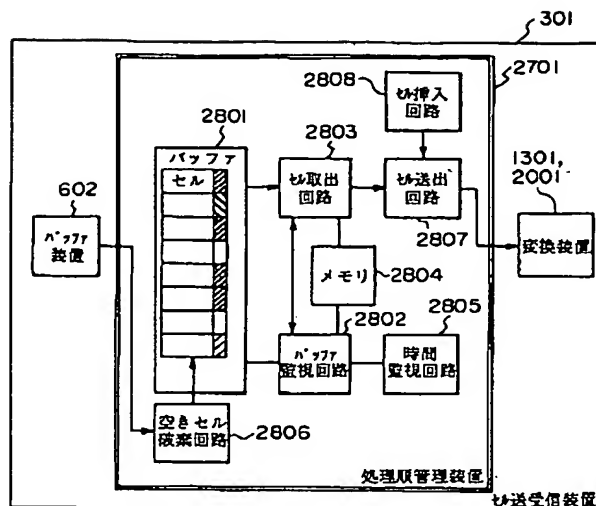 301
2701
2808
セル挿入
回路
2801
バッファ
セル
2803
セル取出
回路
セル送出
回路
2807
1301,
2001
変換装置
602
バッファ
装置
メモリ
2804
2802
バッファ
監視回路
2805
時間
監視回路
空きセル
破棄回路
2806
処理順管理装置
セル送受信装置